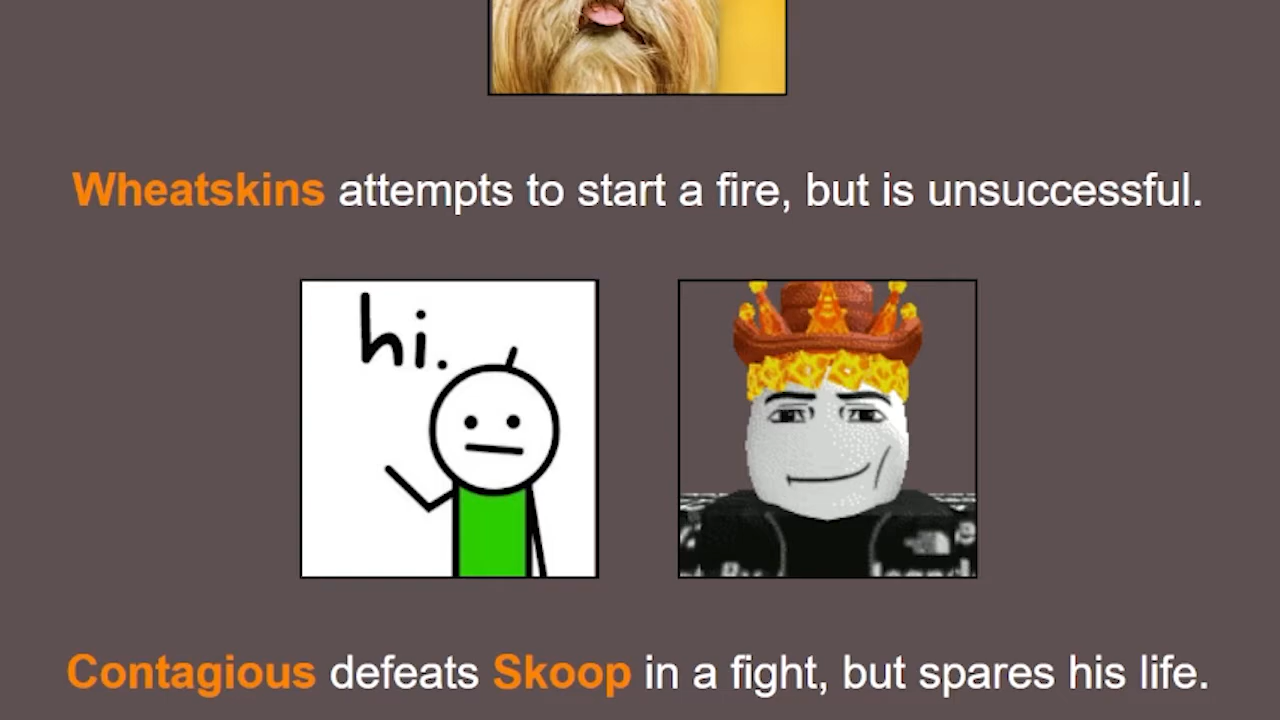 Wheatskins attempts to start a fire, but is unsuccessful.
hi.
Contagious defeats Skoop in a fight, but spares his life.